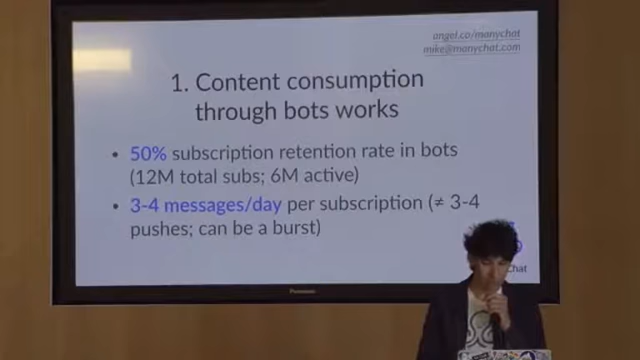 angel.co/manychat
mike@manychat.com
1. Content consumption
through bots works
• 50% subscription retention rate in bots
(12M total subs; 6M active)
• 3-4 messages/day per subscription (≠ 3-4
pushes; can be a burst)
Chat
Panasonic